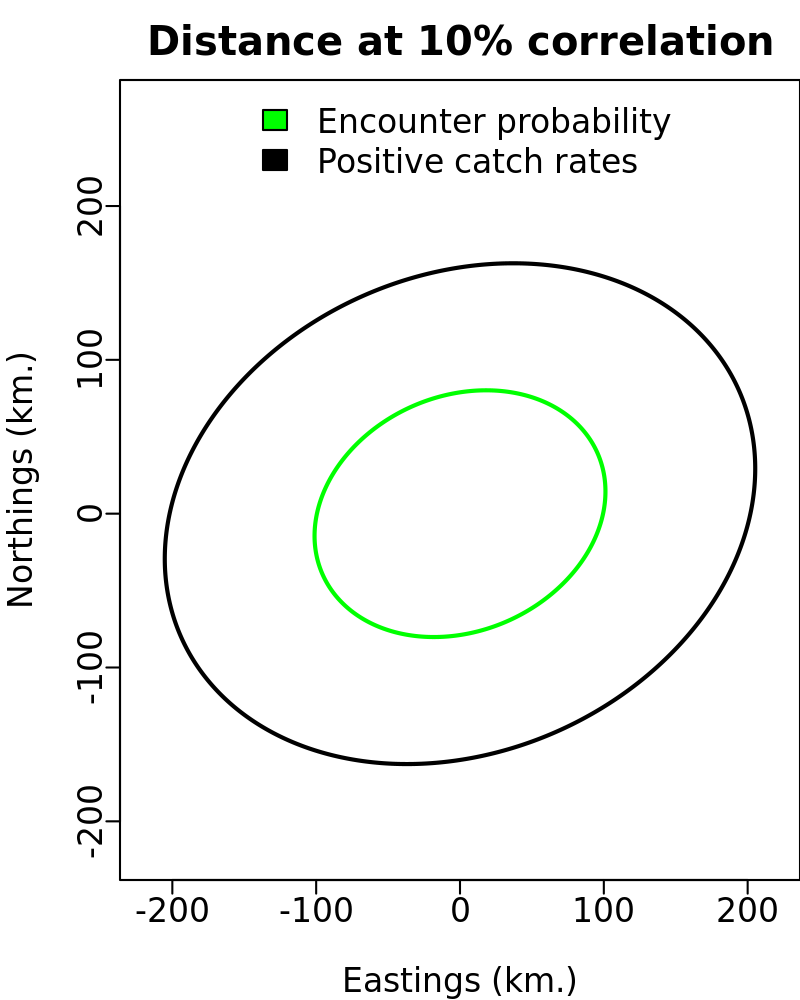 Distance at 10% correlation
Encounter probability
Positive catch rates
Northings (km.)
200
100
0
-100
-200
-200
-100
0
100
200
Eastings (km.)